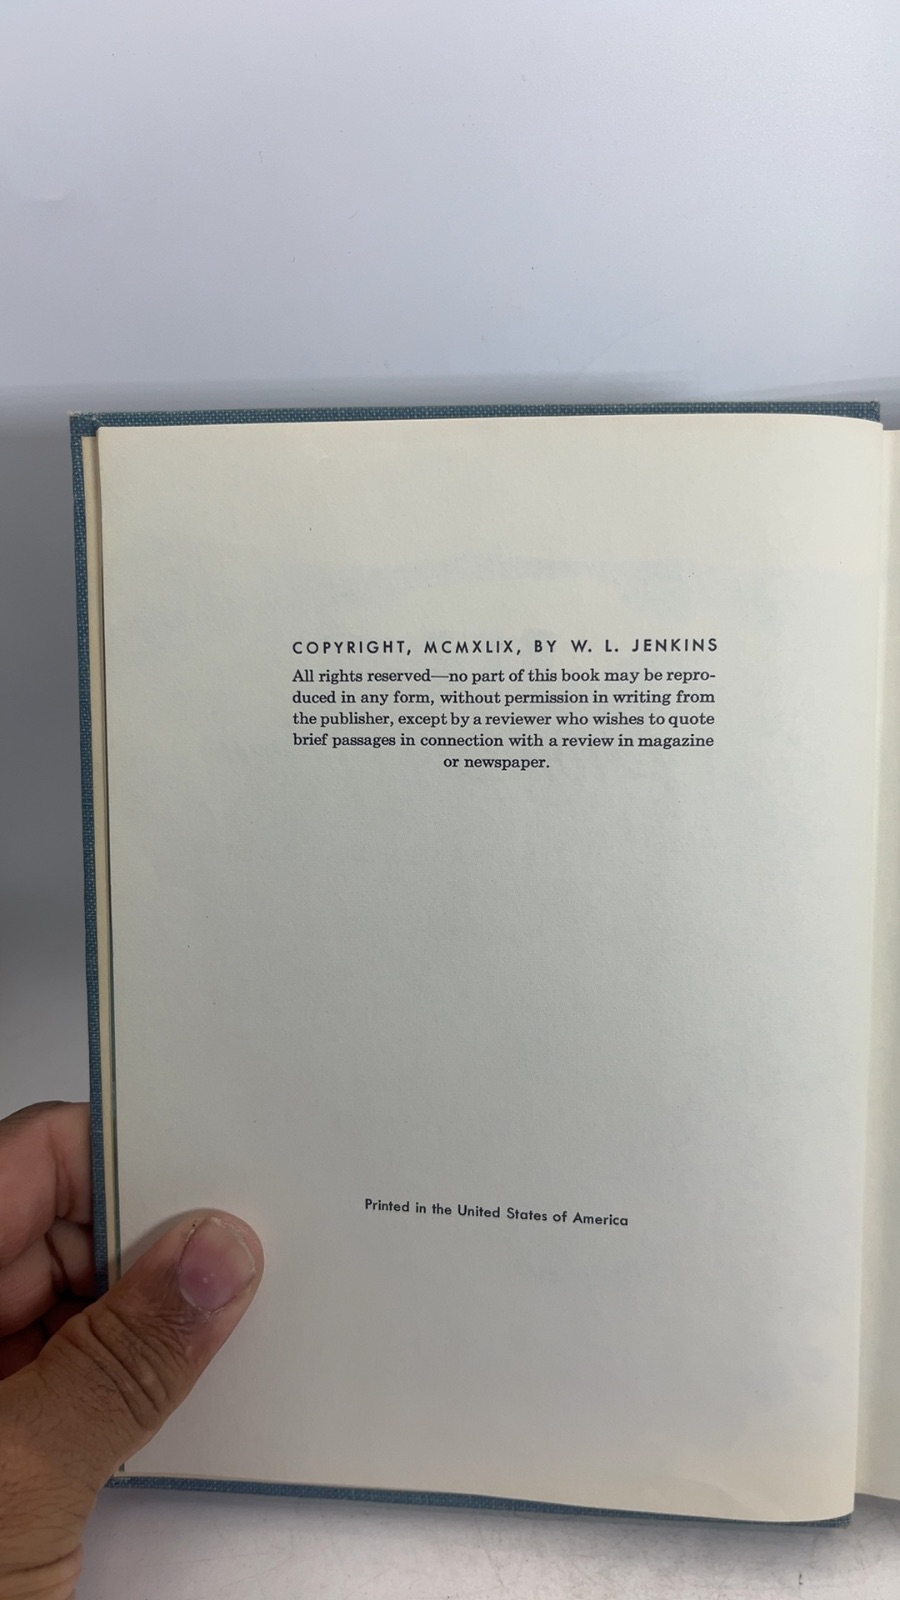 COPYRIGHT, MCMXLIX, BY W. L. JENKINS
All rights reserved—no part of this book may be repro-
duced in any form, without permission in writing from
the publisher, except by a reviewer who wishes to quote
brief passages in connection with a review in magazine
or newspaper.
Printed in the United States of America